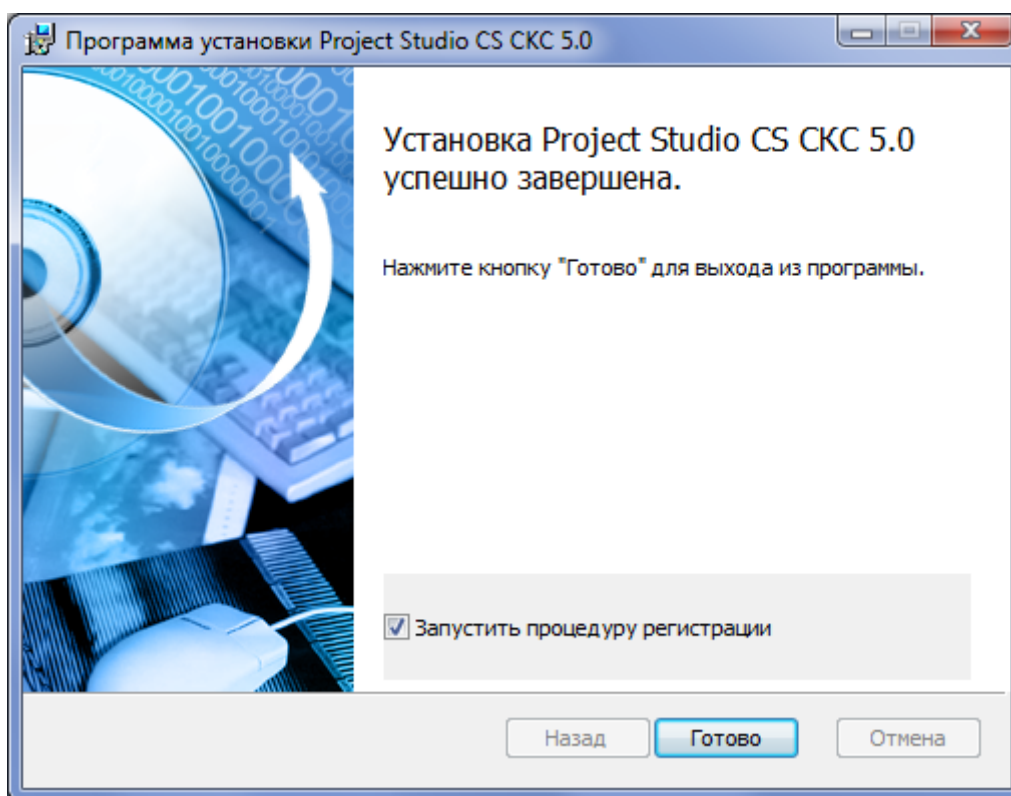 Программа установки Project Studio CS СКС 5.0
Установка Project Studio CS СКС 5.0
успешно завершена.
Нажмите кнопку "Готово" для выхода из программы.
Запустить процедуру регистрации
Назад
Готово
Отмена